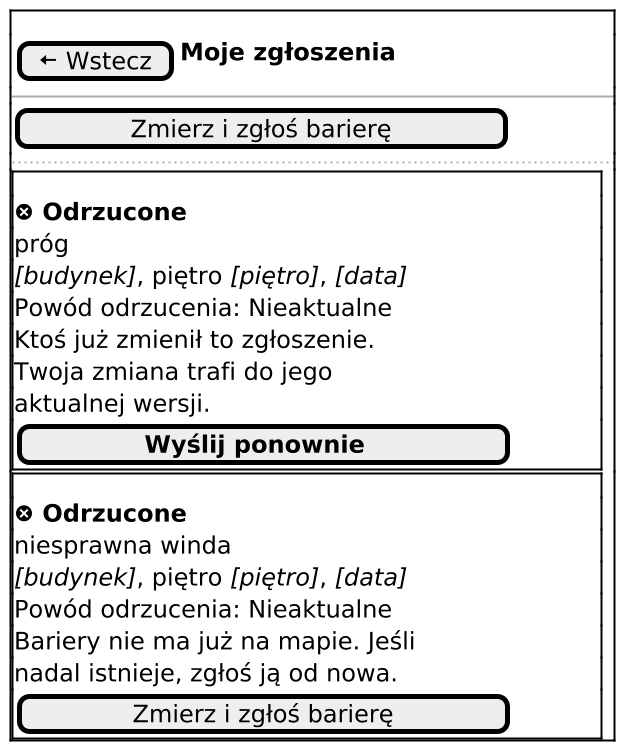 ← Wstecz Moje zgłoszenia
Zmierz i zgłoś barierę
⊗ Odrzucone
próg
[budynek], piętro [piętro], [data]
Powód odrzucenia: Nieaktualne
Ktoś już zmienił to zgłoszenie.
Twoja zmiana trafi do jego
aktualnej wersji.
Wyślij ponownie
⊗ Odrzucone
niesprawna winda
[budynek], piętro [piętro], [data]
Powód odrzucenia: Nieaktualne
Bariery nie ma już na mapie. Jeśli
nadal istnieje, zgłoś ją od nowa.
Zmierz i zgłoś barierę